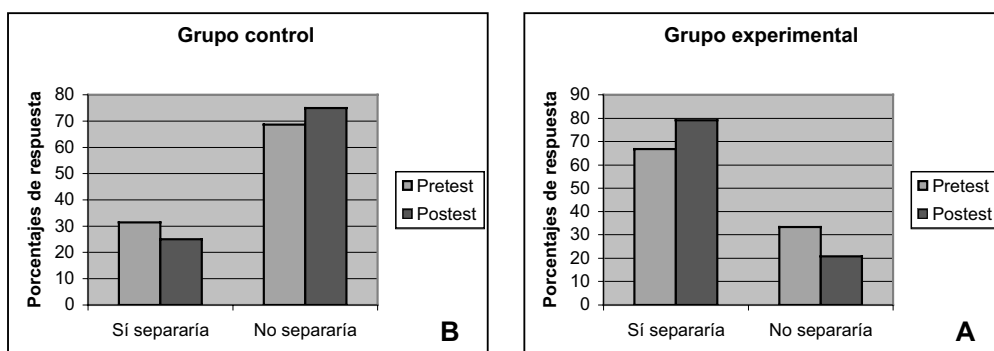 Grupo control
Porcentajes de respuesta
80
70
60
50
40
30
20
10
0
Sí separaría
No separaría
Pretest
Postest
B
Grupo experimental
Porcentajes de respuesta
90
80
70
60
50
40
30
20
10
0
Sí separaría
No separaría
Pretest
Postest
A